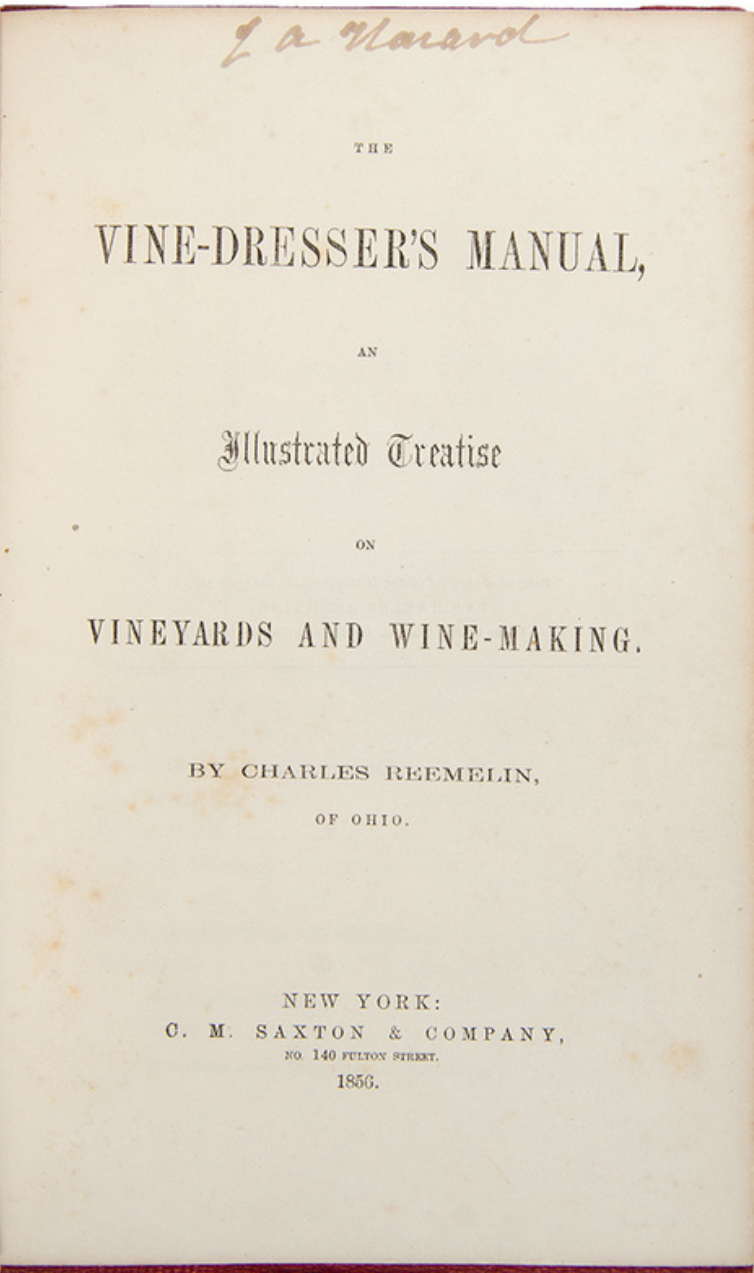 THE
VINE-DRESSER'S MANUAL,
AN
Illustrated Treatise
ON
VINEYARDS AND WINE-MAKING.
BY CHARLES REEMELIN,
OF OHIO.
NEW YORK:
C. M. SAXTON & COMPANY,
NO. 140 FULTON STREET.
1856.